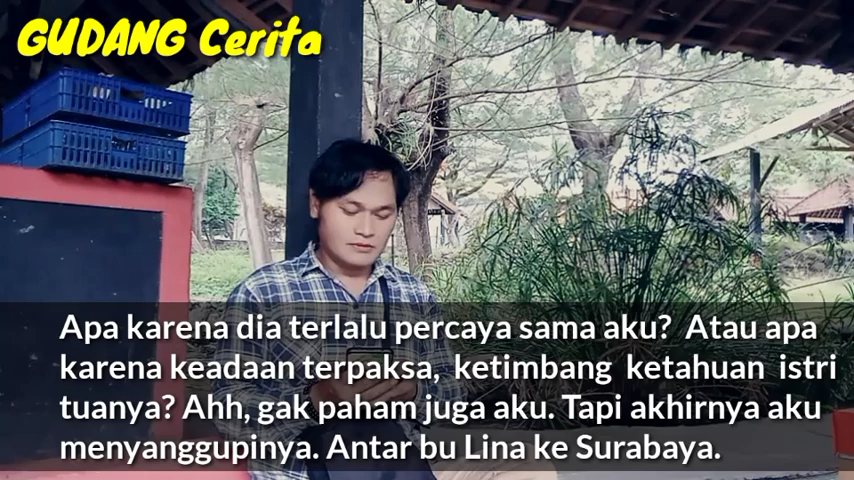 GUDANG Cerita
Apa karena dia terlalu percaya sama aku? Atau apa
karena keadaan terpaksa, ketimbang ketahuan istri
tuanya? Ahh, gak paham juga aku. Tapi akhirnya aku
menyanggupinya. Antar bu Lina ke Surabaya.